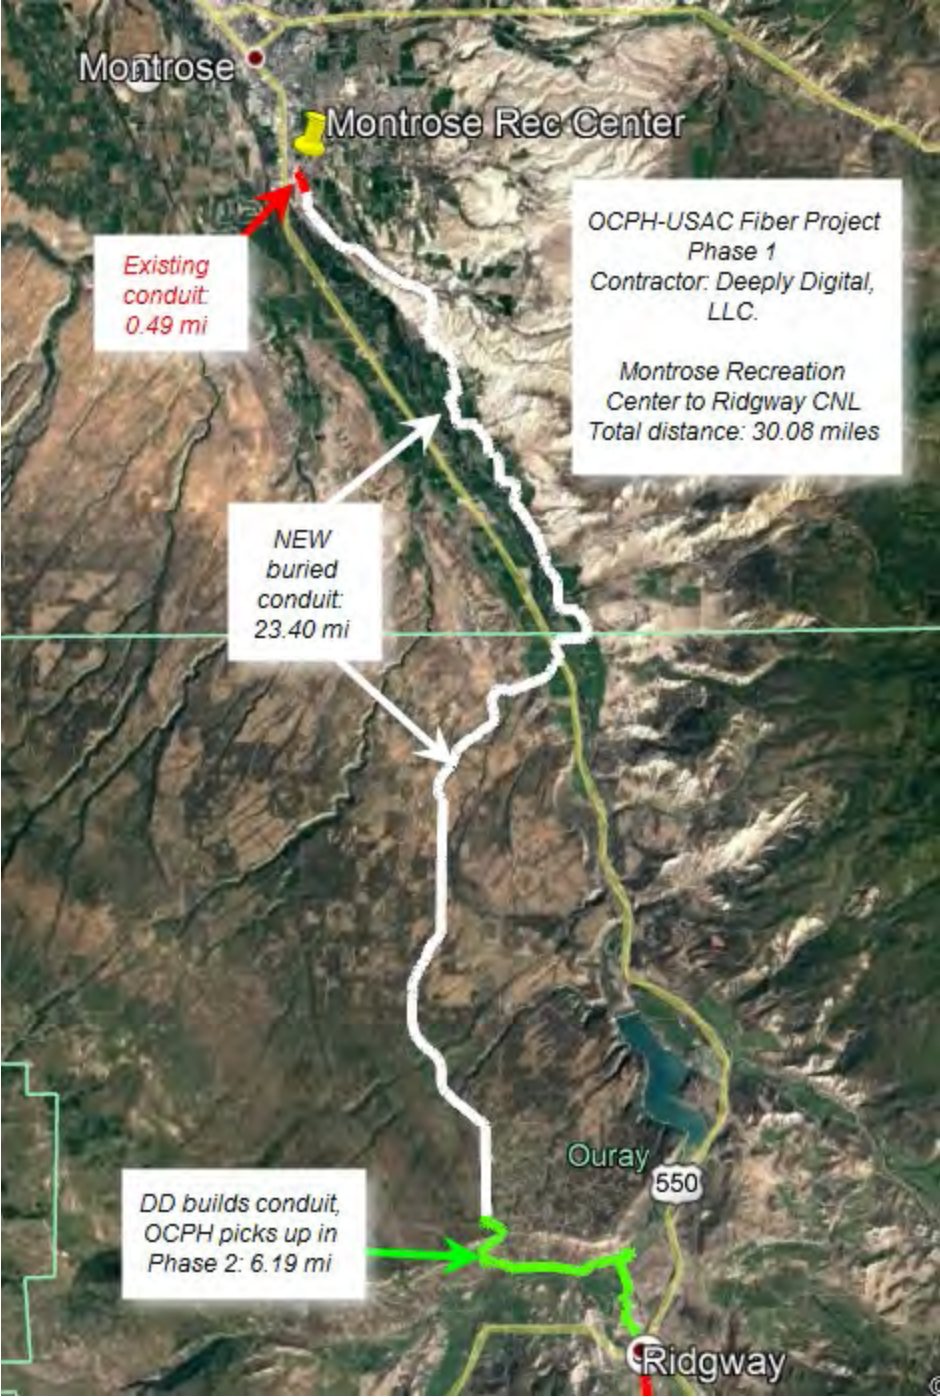 Montrose
Montrose Rec Center
OCPH-USAC Fiber Project
Phase 1
Contractor: Deeply Digital,
LLC.
Montrose Recreation
Center to Ridgway CNL
Total distance: 30.08 miles
Existing
conduit:
0.49 mi
NEW
buried
conduit:
23.40 mi
Ouray
550
DD builds conduit,
OCPH picks up in
Phase 2: 6.19 mi
Ridgway